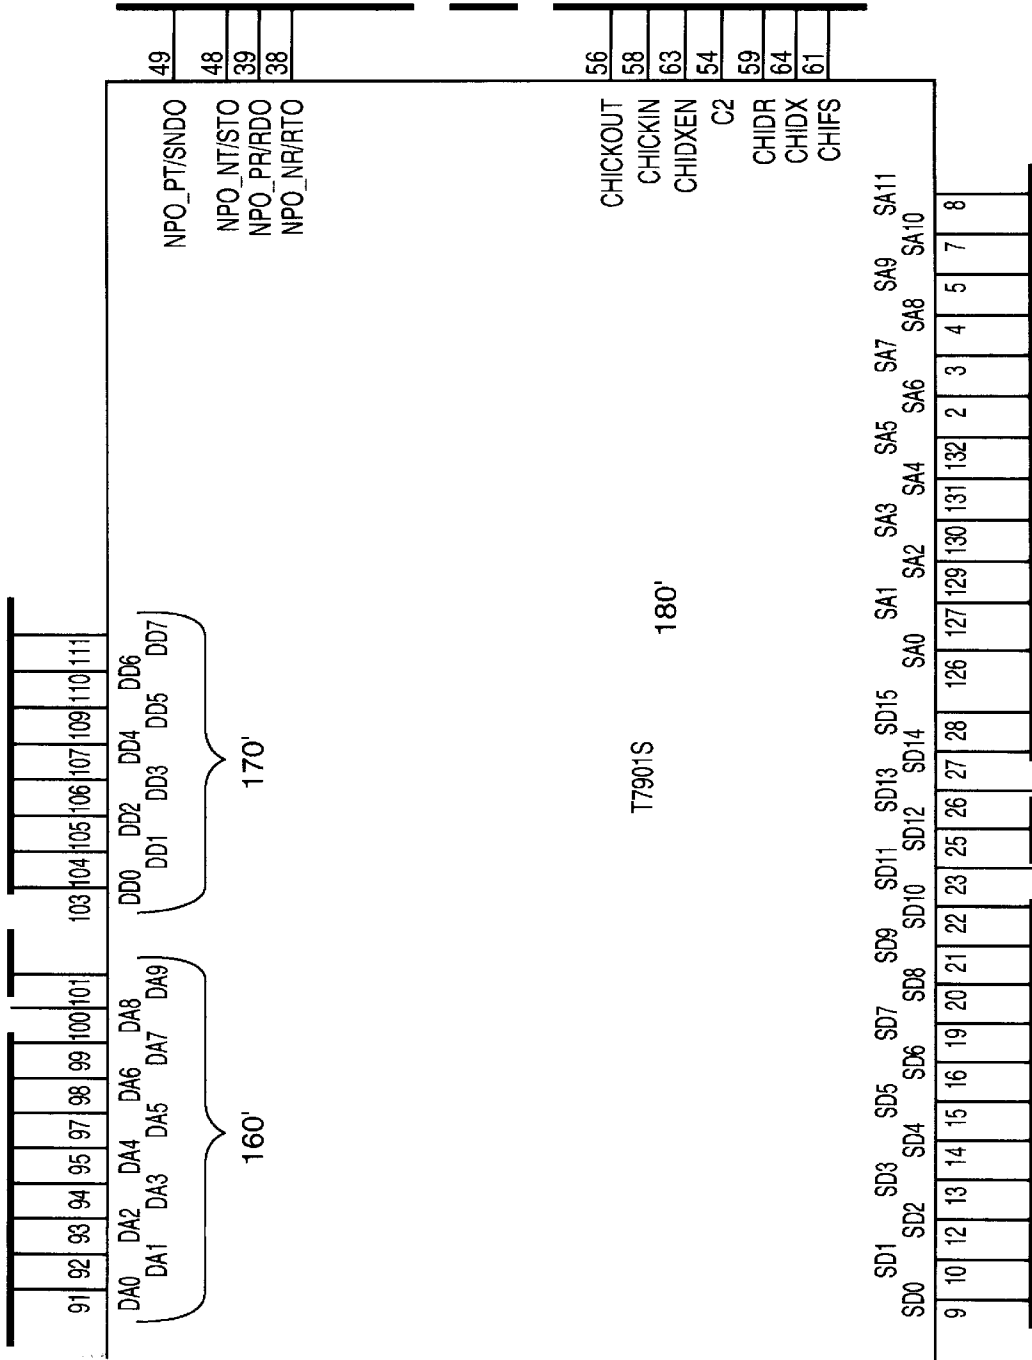 49
48
39
38
NPO_PT/SNDO
NPO_NT/STO
NPO_PR/RDO
NPO_NR/RTO
56
58
63
54
59
64
61
CHICKOUT
CHICKIN
CHIDXEN
C2
CHIDR
CHIDX
CHIFS
91 92 93 94 95 97 98 99 100 101 103 104 105 106 107 109 110 111
DA0 DA2 DA4 DA6 DA8 DD0 DD2 DD4 DD6
DA1 DA3 DA5 DA7 DA9 DD1 DD3 DD5 DD7
160' 170'
T7901S
180'
SD1 SD3 SD5 SD7 SD9 SD11 SD13 SD15 SA1 SA3 SA5 SA7 SA9 SA11
SD0 SD2 SD4 SD6 SD8 SD10 SD12 SD14 SA0 SA2 SA4 SA6 SA8 SA10
9 10 12 13 14 15 16 19 20 21 22 23 25 26 27 28 126 127 129 130 131 132 2 3 4 5 7 8